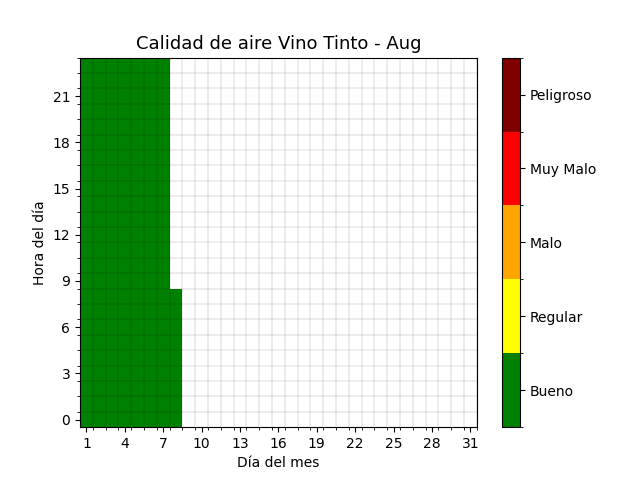 Calidad de aire Vino Tinto - Aug
Hora del día
21
18
15
12
9
6
3
0
1 4 7 10 13 16 19 22 25 28 31
Día del mes
Peligroso
Muy Malo
Malo
Regular
Bueno